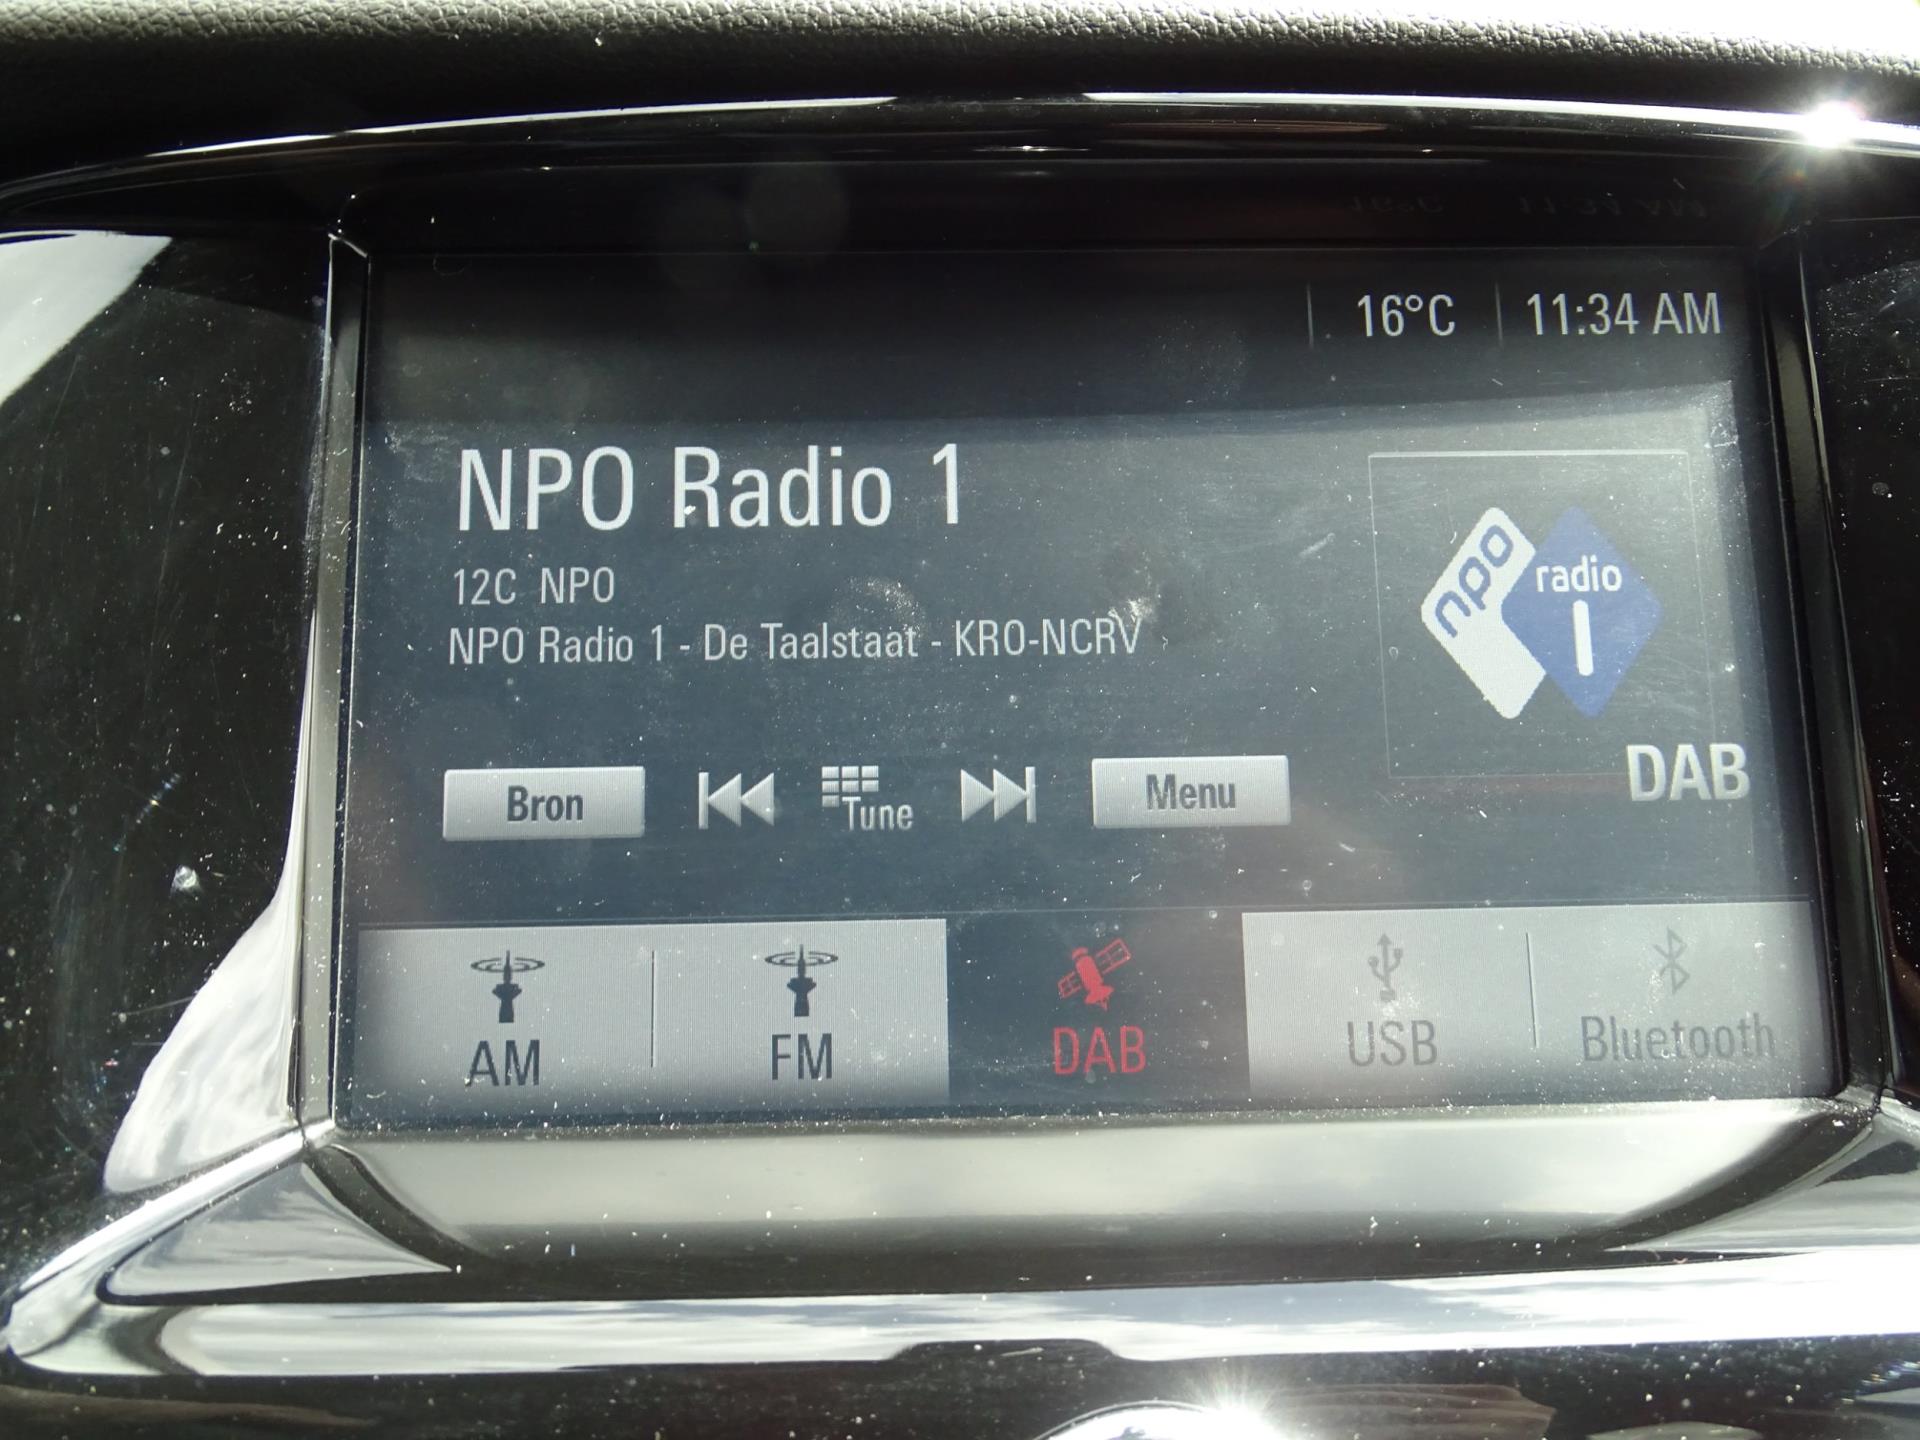 16°C 11:34 AM
NPO Radio 1
12C NPO
NPO Radio 1 - De Taalstaat - KRO-NCRV
npo radio 1
DAB
Bron Tune Menu
AM FM DAB USB Bluetooth